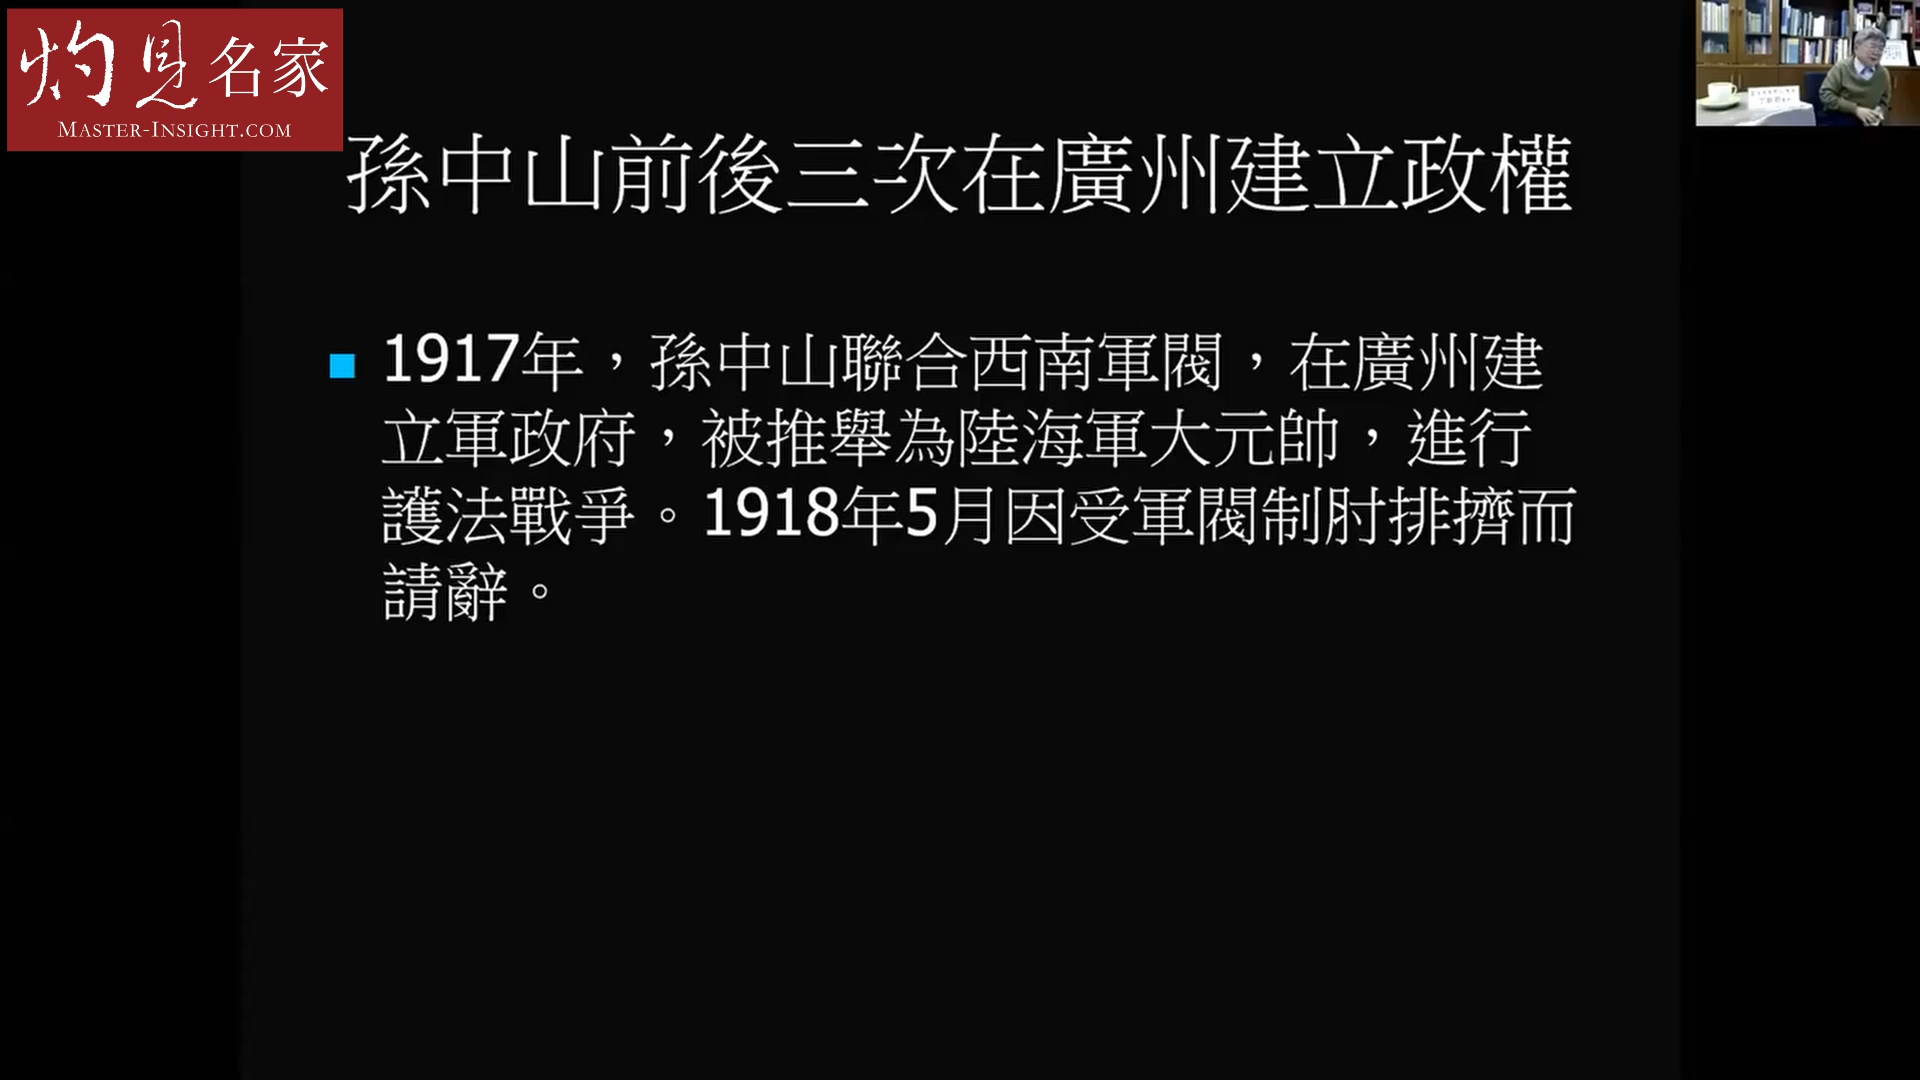 灼見名家
MASTER-INSIGHT.COM
孫中山前後三次在廣州建立政權
1917年，孫中山聯合西南軍閥，在廣州建
立軍政府，被推舉為陸海軍大元帥，進行
護法戰爭。1918年5月因受軍閥制肘排擠而
請辭。